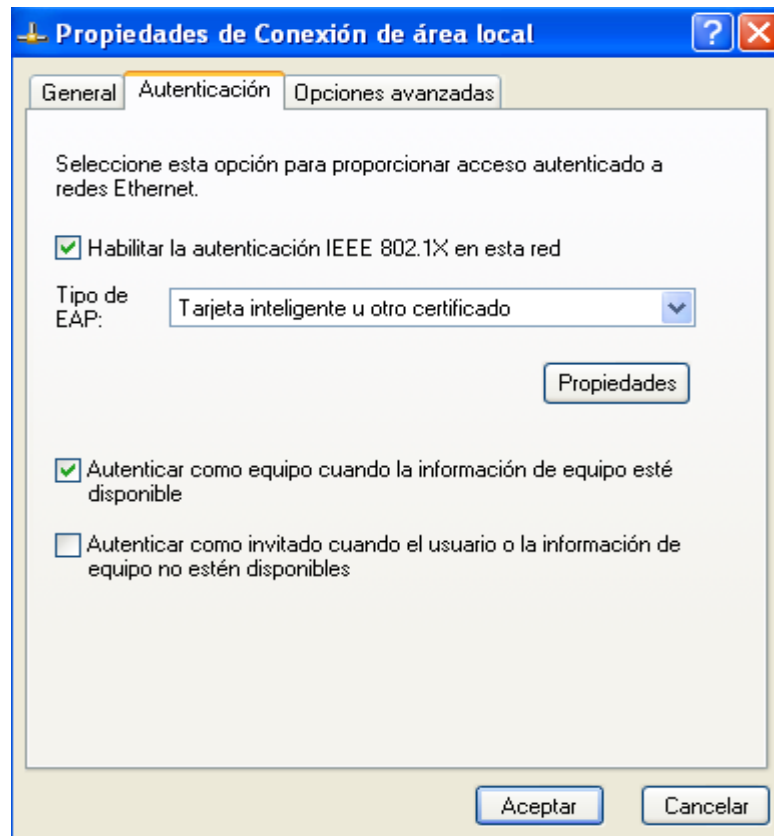 Propiedades de Conexión de área local
General Autenticación Opciones avanzadas
Seleccione esta opción para proporcionar acceso autenticado a
redes Ethernet.
Habilitar la autenticación IEEE 802.1X en esta red
Tipo de
EAP:
Tarjeta inteligente u otro certificado
Propiedades
Autenticar como equipo cuando la información de equipo esté
disponible
Autenticar como invitado cuando el usuario o la información de
equipo no estén disponibles
Aceptar Cancelar